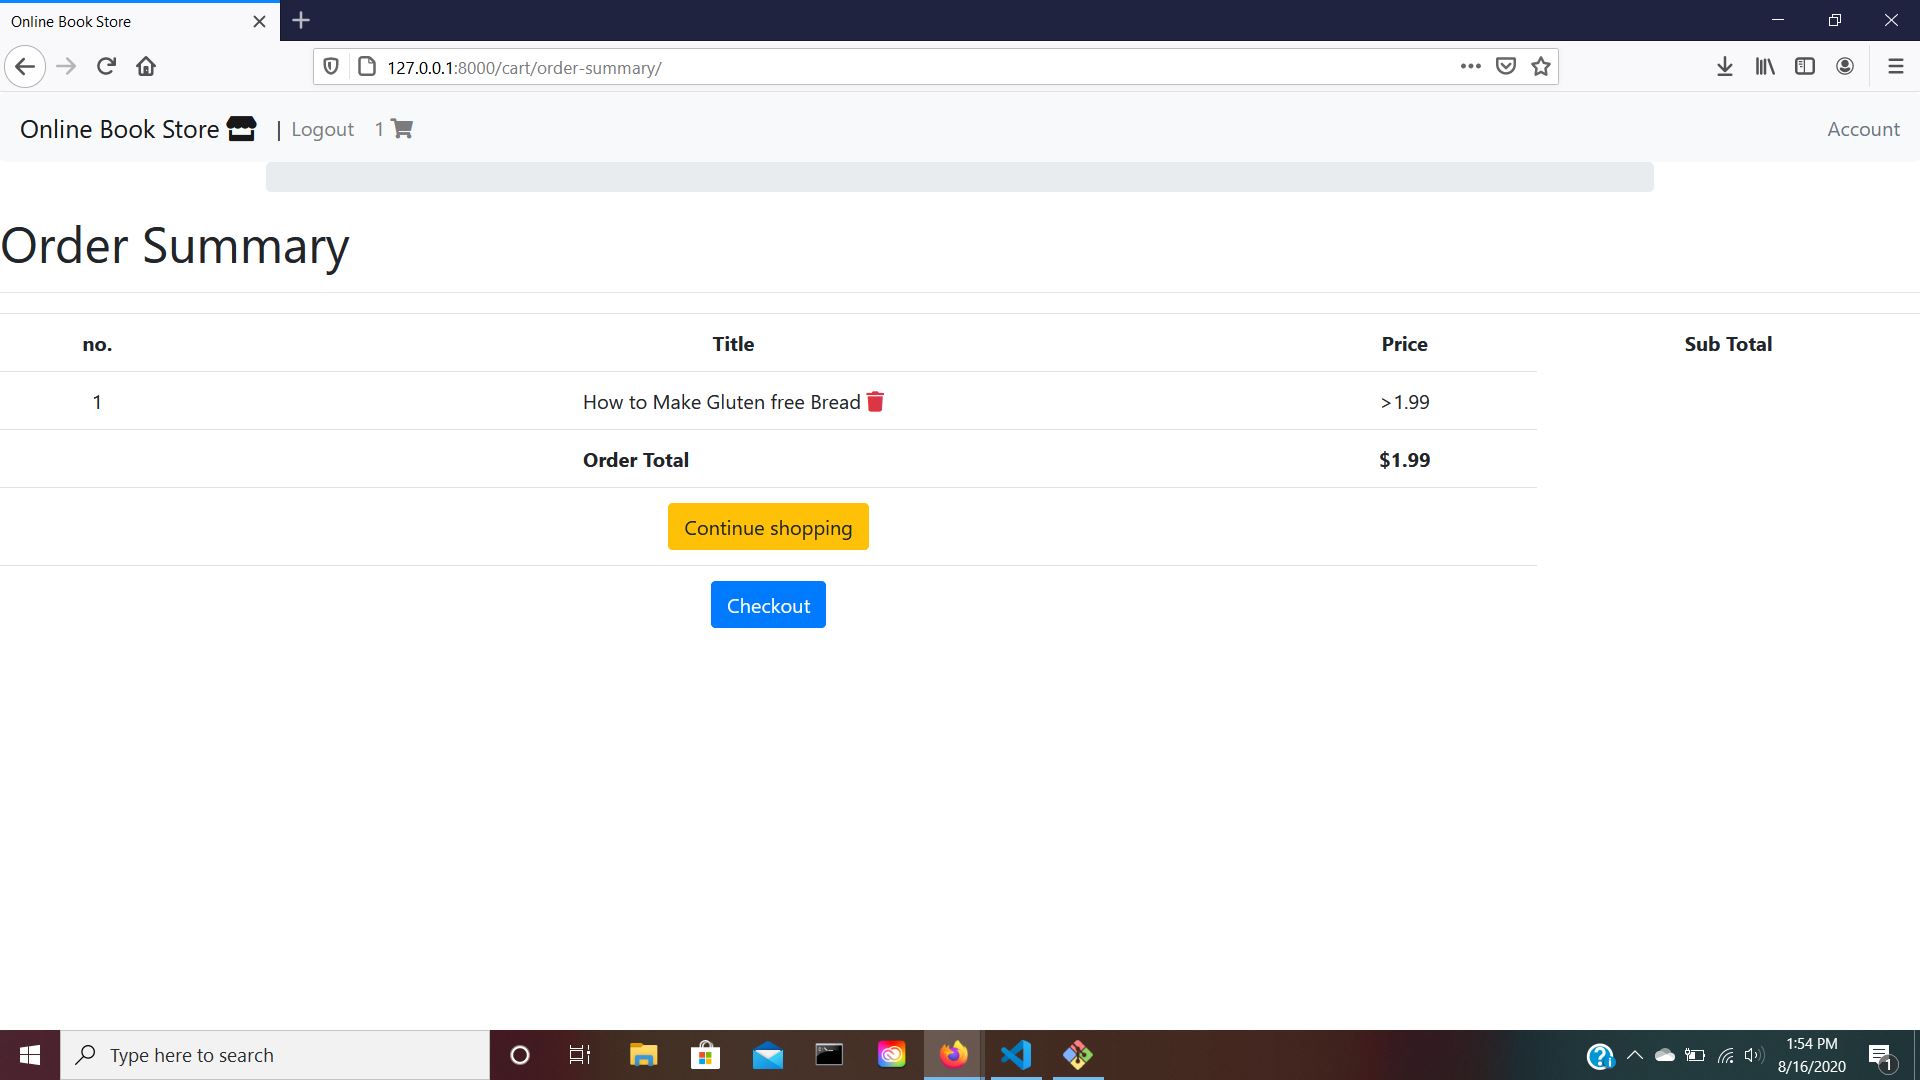 Online Book Store
127.0.0.1:8000/cart/order-summary/
Online Book Store | Logout 1 Account
Order Summary
no. Title Price Sub Total
1 How to Make Gluten free Bread >1.99
Order Total $1.99
Continue shopping
Checkout
Type here to search
1:54 PM
8/16/2020
1